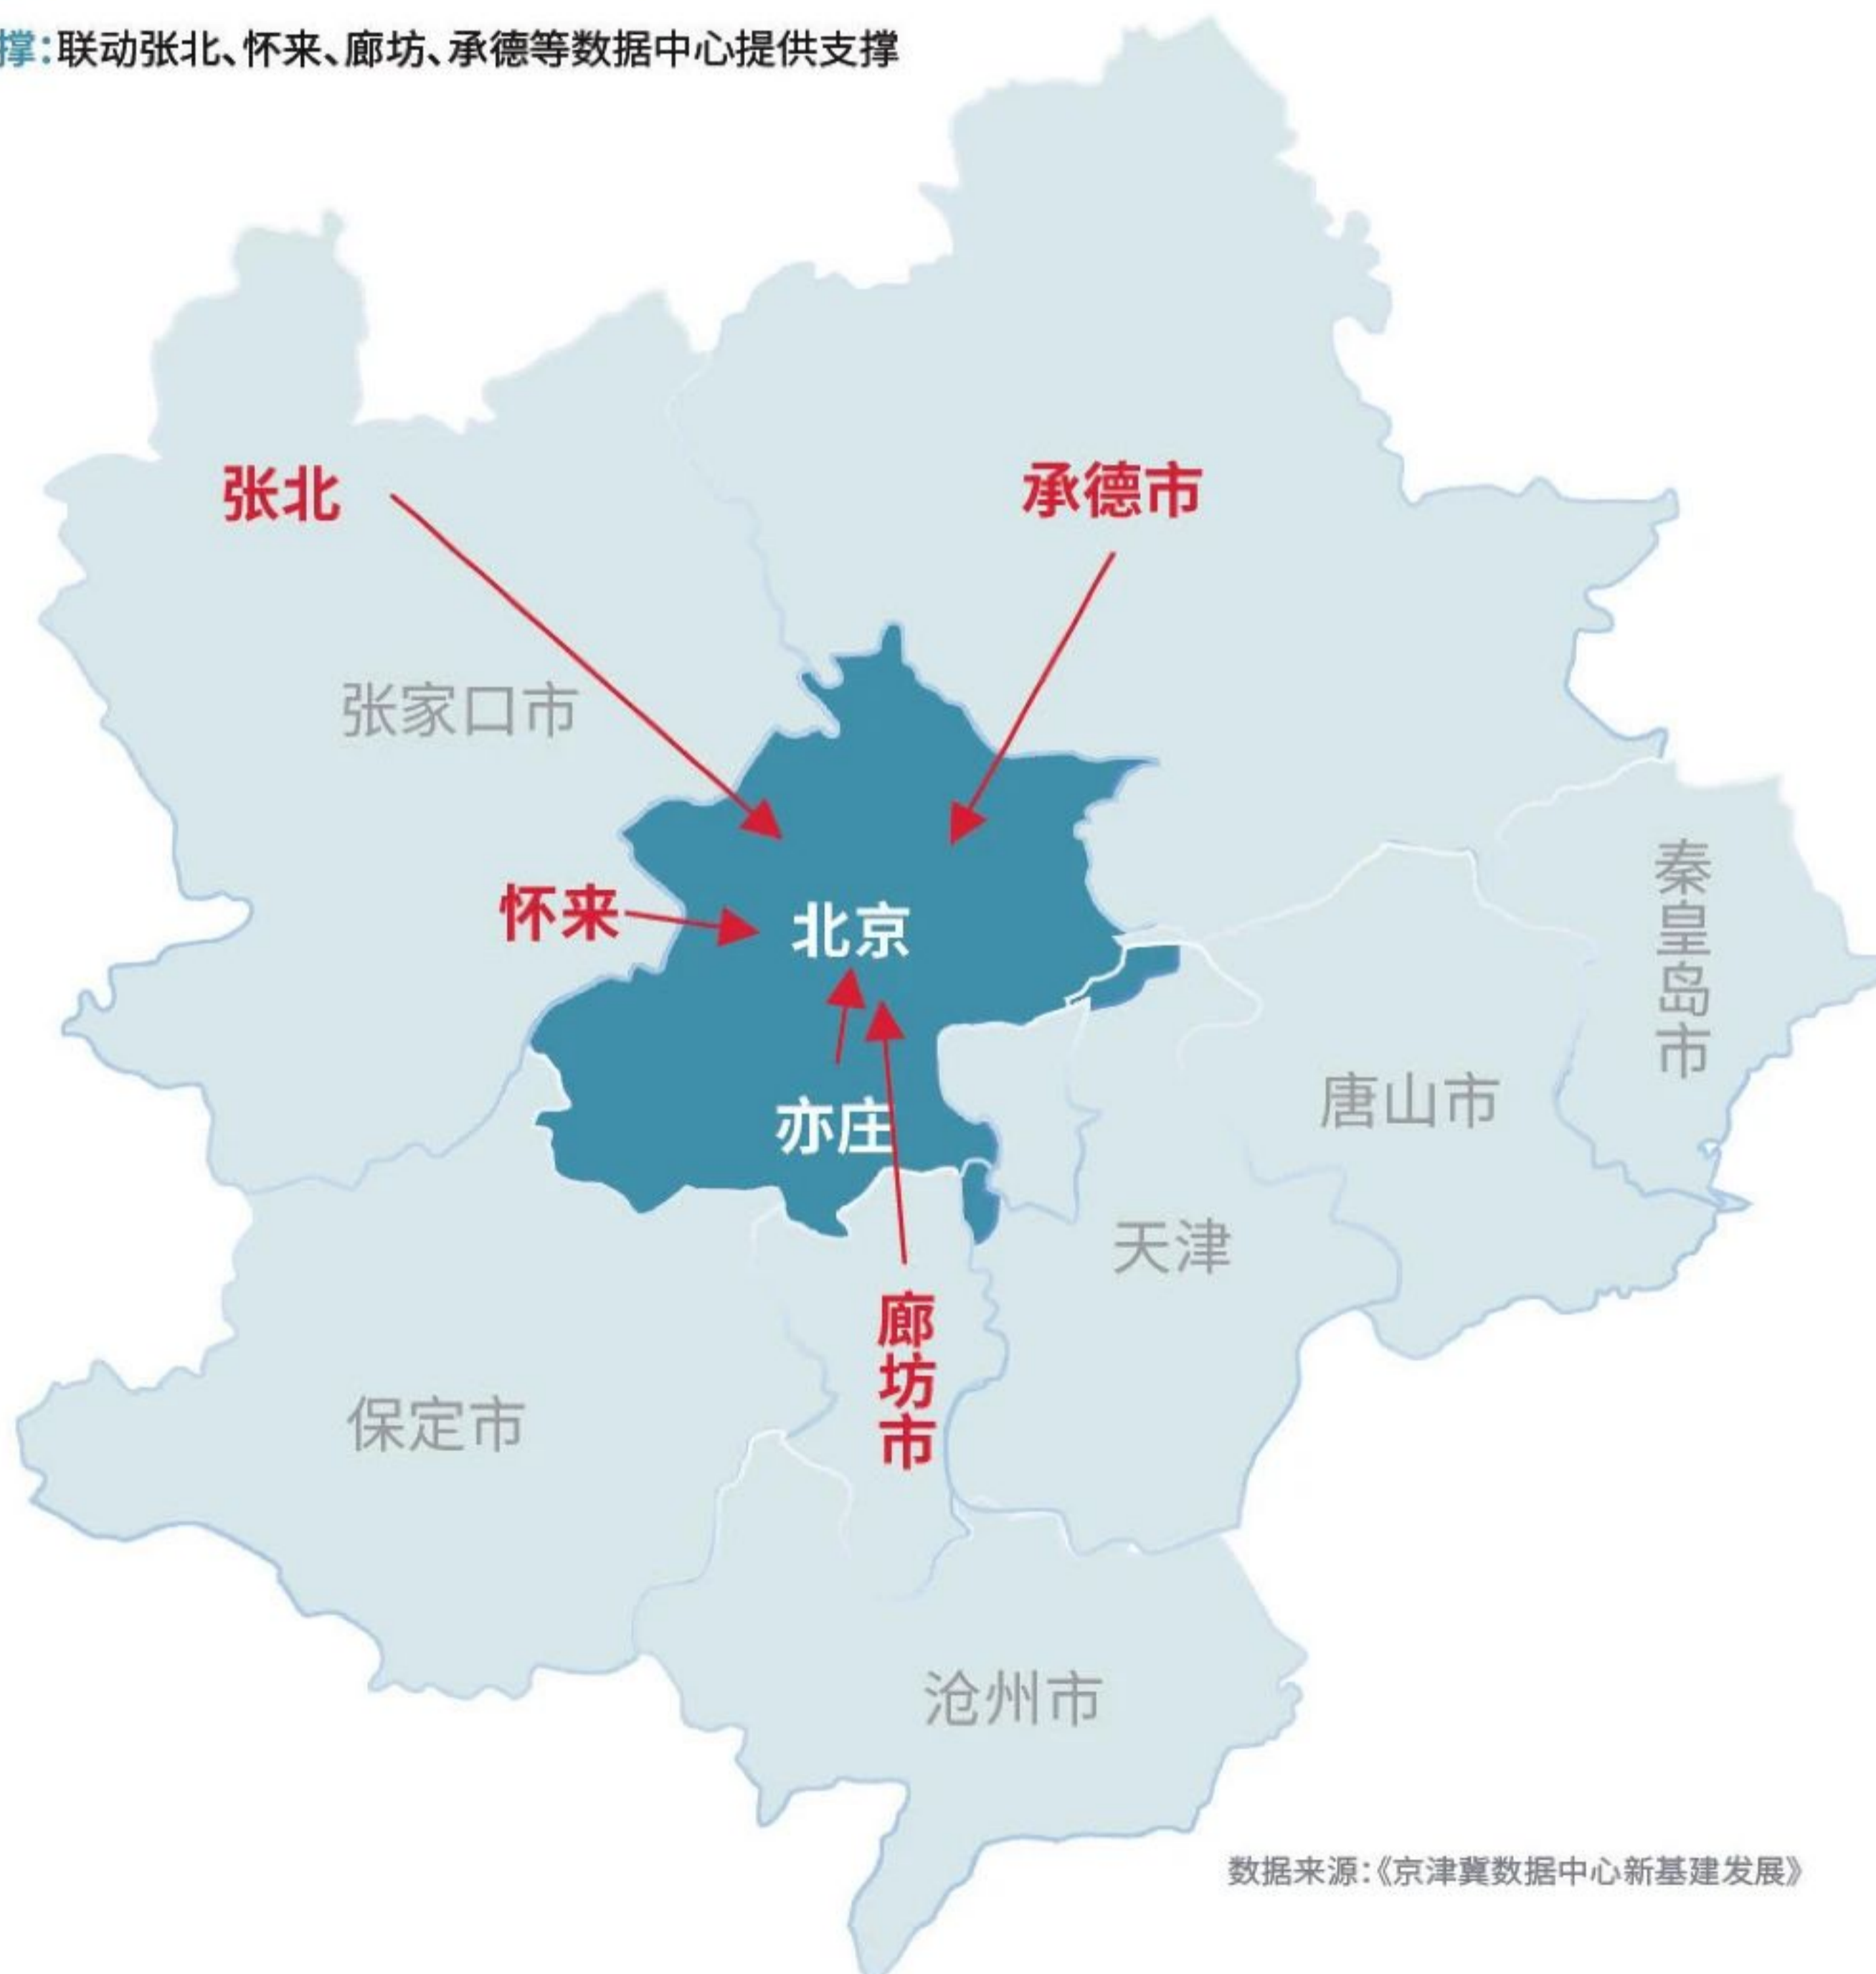 撑：联动张北、怀来、廊坊、承德等数据中心提供支撑
张北
承德市
张家口市
怀来
北京
秦皇岛市
亦庄
唐山市
天津
廊坊市
保定市
沧州市
数据来源：《京津冀数据中心新基建发展》